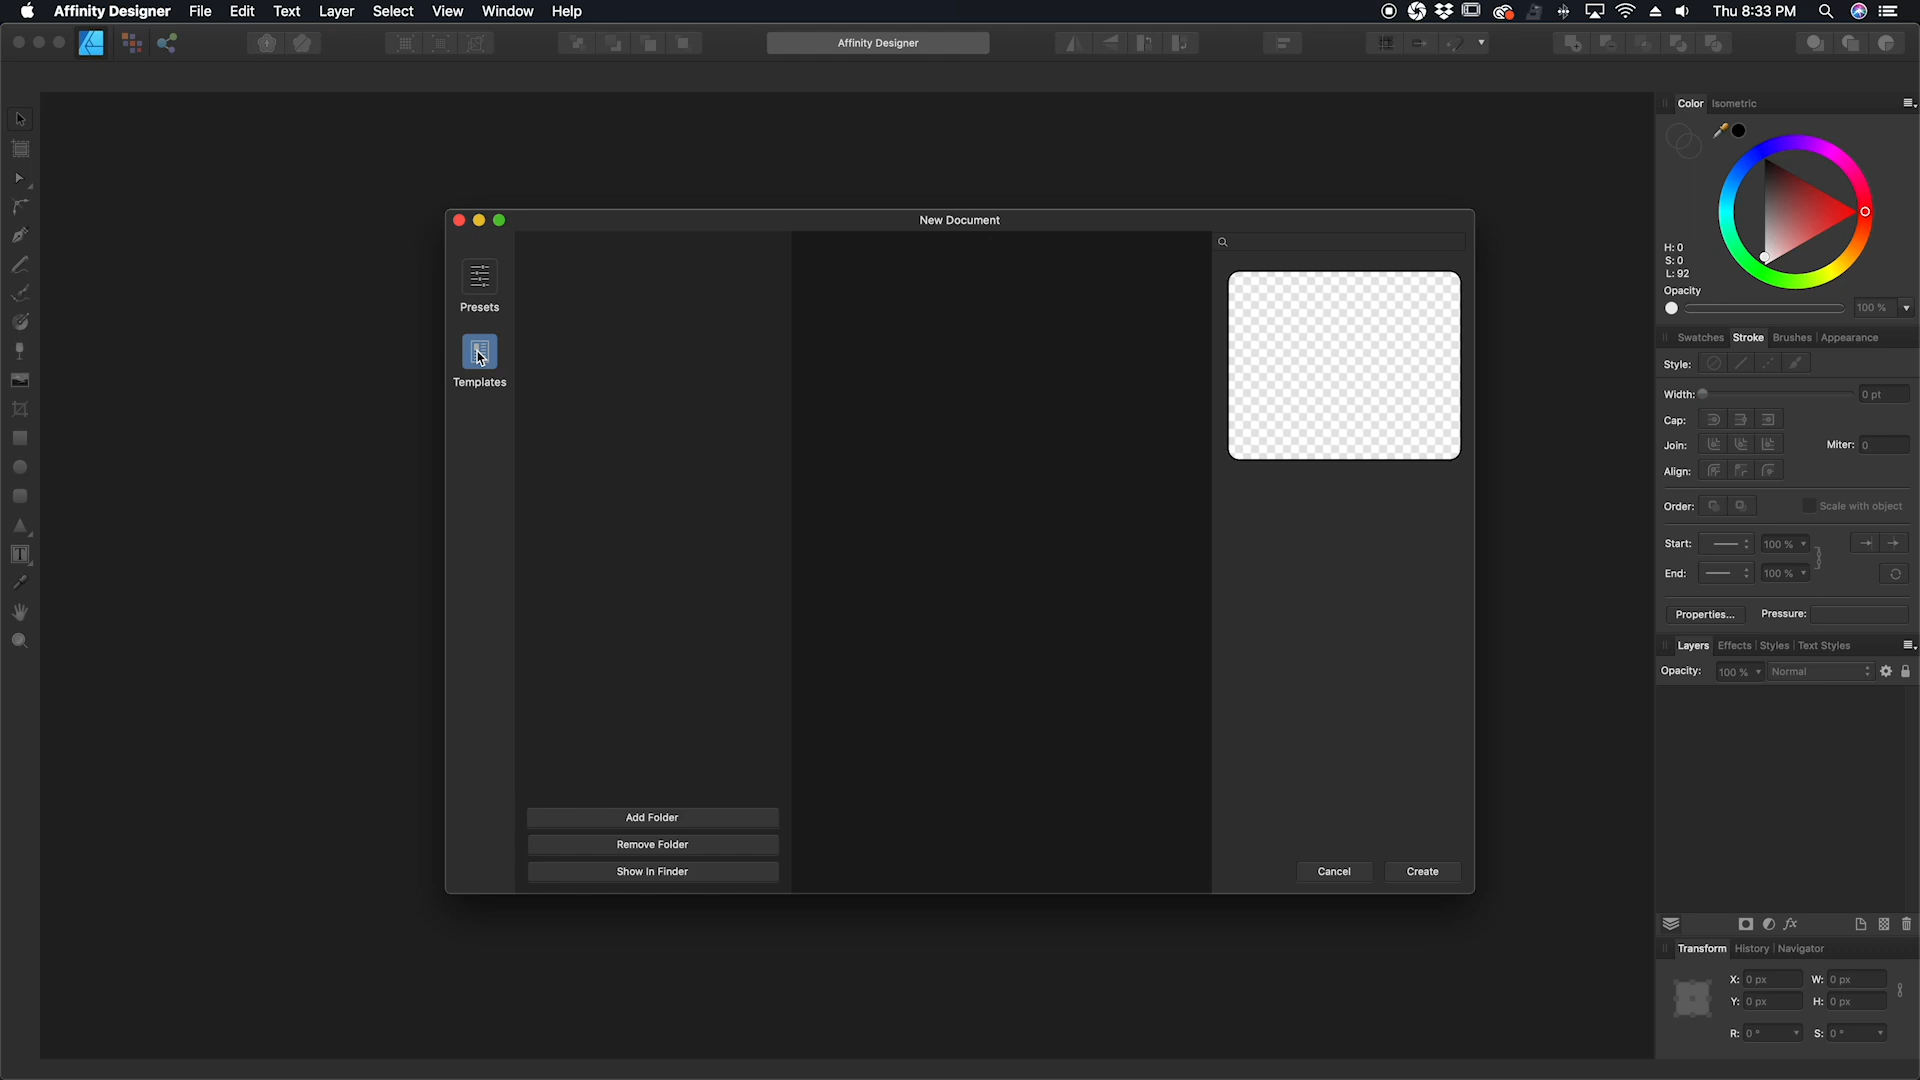 Affinity Designer File Edit Text Layer Select View Window Help Thu 8:33 PM
Affinity Designer
Color Isometric
H: 0
S: 0
L: 92
Opacity
100 %
Swatches Stroke Brushes Appearance
Style:
Width: 0 pt
Cap:
Join: Miter: 0
Align:
Order: Scale with object
Start: 100 %
End: 100 %
Properties... Pressure:
Layers Effects Styles Text Styles
Opacity: 100 % Normal
Transform History Navigator
X: 0 px W: 0 px
Y: 0 px H: 0 px
R: 0 ° S: 0 °
New Document
Presets
Templates
Add Folder
Remove Folder
Show In Finder
Cancel Create